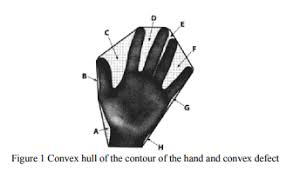 D
E
C
F
B
G
A
H
Figure 1 Convex hull of the contour of the hand and convex defect